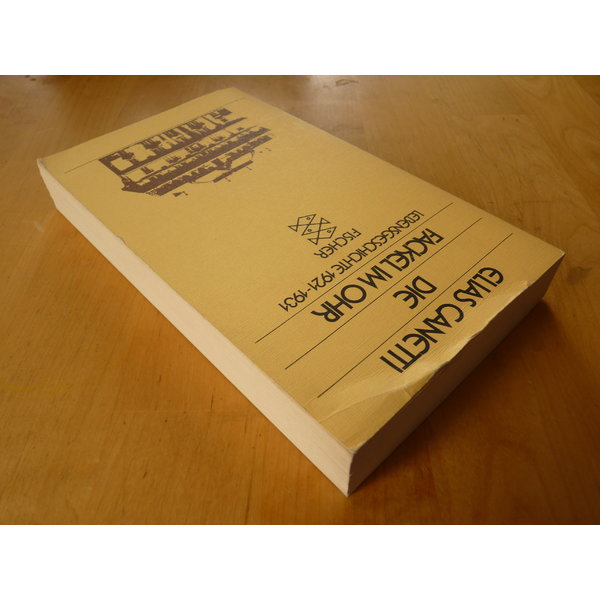 ELIAS CANETTI
DIE
FACKEL IM OHR
LEBENSGESCHICHTE 1921-1931
FISCHER